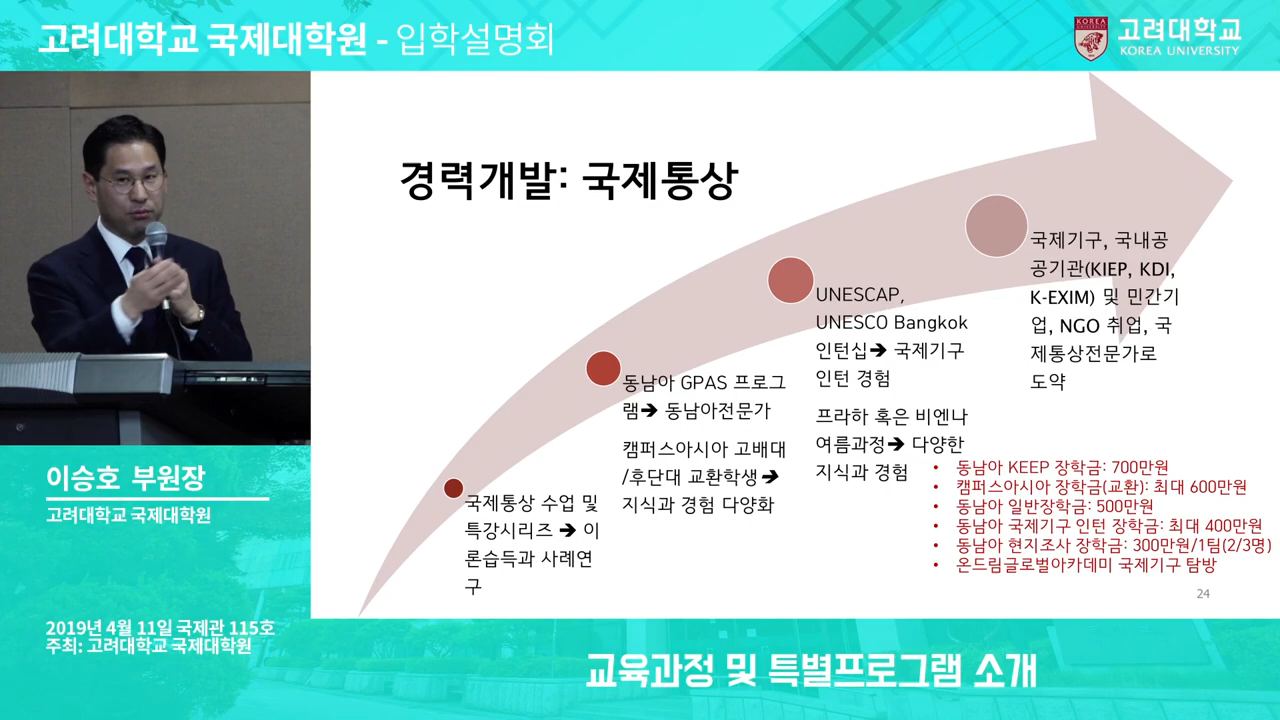 고려대학교 국제대학원 - 입학설명회
KOREA
UNIVERSITY
고려대학교
KOREA UNIVERSITY
경력개발: 국제통상
국제통상 수업 및
특강시리즈 ➔ 이
론습득과 사례연
구
동남아 GPAS 프로그
램➔ 동남아전문가
캠퍼스아시아 고배대
/후단대 교환학생➔
지식과 경험 다양화
UNESCAP,
UNESCO Bangkok
인턴십➔ 국제기구
인턴 경험
프라하 혹은 비엔나
여름과정➔ 다양한
지식과 경험
국제기구, 국내공
공기관(KIEP, KDI,
K-EXIM) 및 민간기
업, NGO 취업, 국
제통상전문가로
도약
• 동남아 KEEP 장학금: 700만원
• 캠퍼스아시아 장학금(교환): 최대 600만원
• 동남아 일반장학금: 500만원
• 동남아 국제기구 인턴 장학금: 최대 400만원
• 동남아 현지조사 장학금: 300만원/1팀(2/3명)
• 온드림글로벌아카데미 국제기구 탐방
24
이승호 부원장
고려대학교 국제대학원
2019년 4월 11일 국제관 115호
주최: 고려대학교 국제대학원
교육과정 및 특별프로그램 소개